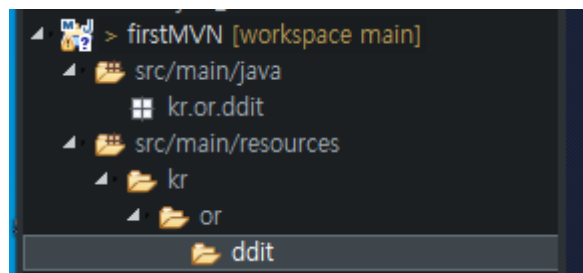 > firstMVN [workspace main]
src/main/java
kr.or.ddit
src/main/resources
kr
or
ddit